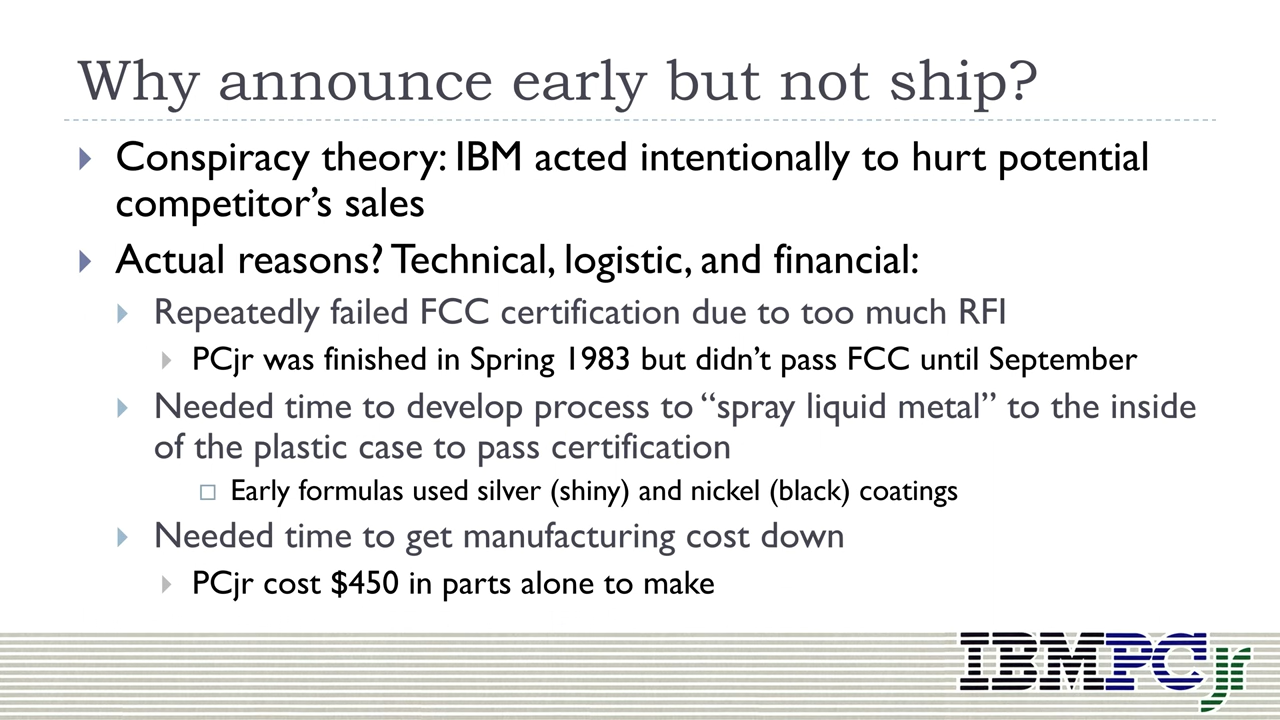 Why announce early but not ship?
Conspiracy theory: IBM acted intentionally to hurt potential
competitor’s sales
Actual reasons? Technical, logistic, and financial:
Repeatedly failed FCC certification due to too much RFI
PCjr was finished in Spring 1983 but didn’t pass FCC until September
Needed time to develop process to “spray liquid metal” to the inside
of the plastic case to pass certification
Early formulas used silver (shiny) and nickel (black) coatings
Needed time to get manufacturing cost down
PCjr cost $450 in parts alone to make
IBM PCjr